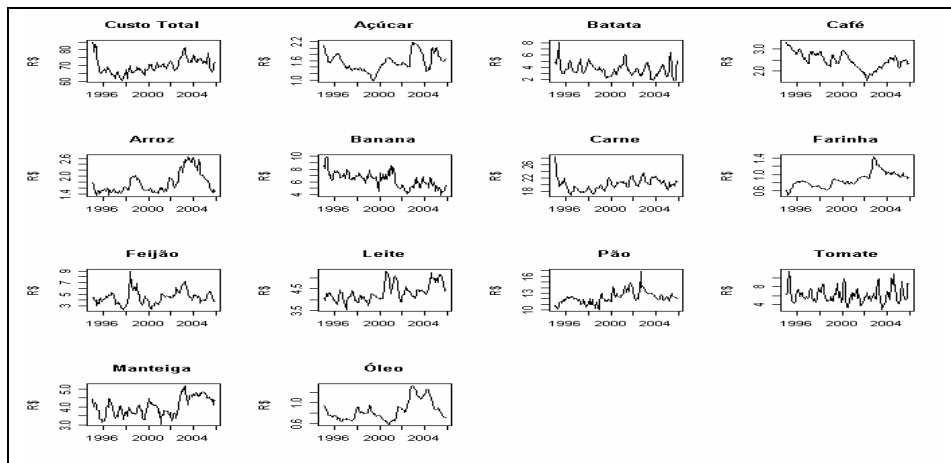 Custo Total
R$
60 70 80
1996 2000 2004
Açúcar
R$
1.0 1.6 2.2
1996 2000 2004
Batata
R$
2 4 6 8
1996 2000 2004
Café
R$
2.0 3.0
1996 2000 2004
Arroz
R$
1.4 2.0 2.6
1996 2000 2004
Banana
R$
4 6 8 10
1996 2000 2004
Carne
R$
18 22 26
1996 2000 2004
Farinha
R$
0.6 1.0 1.4
1996 2000 2004
Feijão
R$
3 5 7 9
1996 2000 2004
Leite
R$
3.5 4.5
1996 2000 2004
Pão
R$
10 13 16
1996 2000 2004
Tomate
R$
4 8
1996 2000 2004
Manteiga
R$
3.0 4.0 5.0
1996 2000 2004
Óleo
R$
0.6 1.0
1996 2000 2004